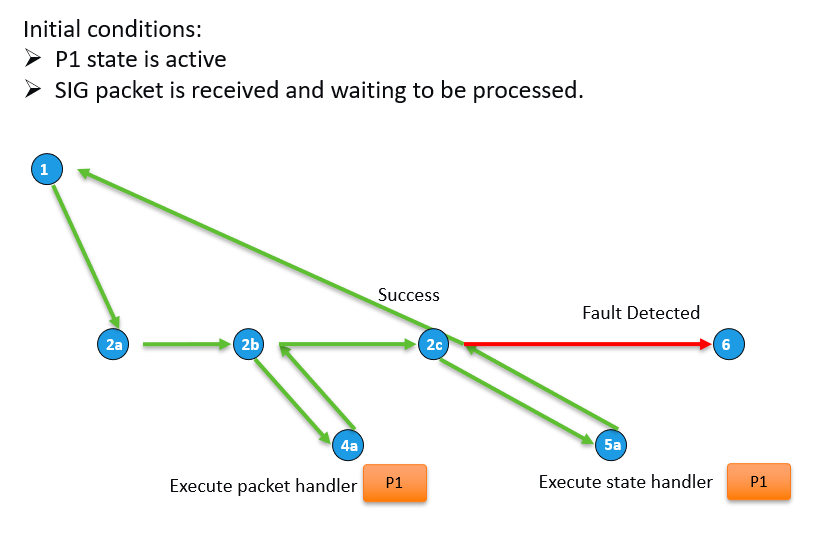 Initial conditions:
➢ P1 state is active
➢ SIG packet is received and waiting to be processed.
1
Success
Fault Detected
2a
2b
2c
6
4a
5a
Execute packet handler
P1
Execute state handler
P1